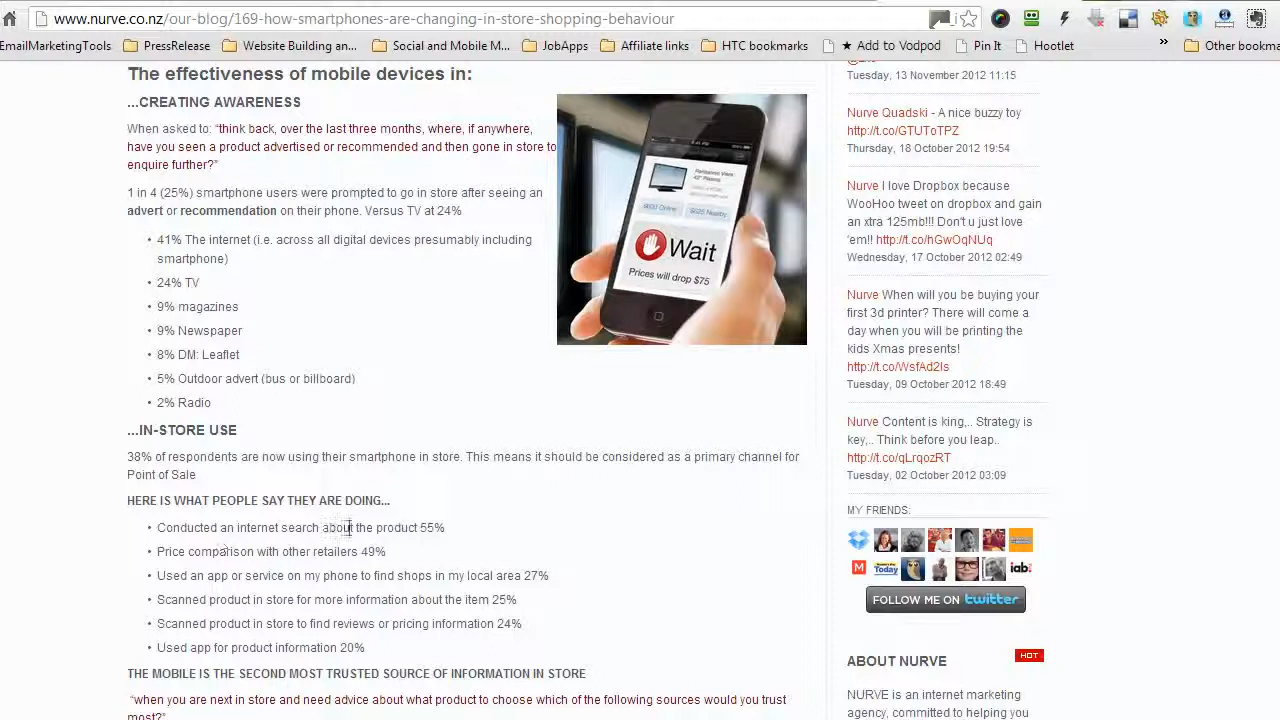 www.nurve.co.nz/our-blog/169-how-smartphones-are-changing-in-store-shopping-behaviour
EmailMarketingTools PressRelease Website Building an... Social and Mobile M... JobApps Affiliate links HTC bookmarks ★ Add to Vodpod Pin It Hootlet » Other bookma
The effectiveness of mobile devices in:
...CREATING AWARENESS
When asked to: “think back, over the last three months, where, if anywhere,
have you seen a product advertised or recommended and then gone in store to
enquire further?”
1 in 4 (25%) smartphone users were prompted to go in store after seeing an
advert or recommendation on their phone. Versus TV at 24%
• 41% The internet (i.e. across all digital devices presumably including
smartphone)
• 24% TV
• 9% magazines
• 9% Newspaper
• 8% DM: Leaflet
• 5% Outdoor advert (bus or billboard)
• 2% Radio
Panasonic Viera
42" Plasma
$600 Online
$625 Nearby
Wait
Prices will drop $75
...IN-STORE USE
38% of respondents are now using their smartphone in store. This means it should be considered as a primary channel for
Point of Sale
HERE IS WHAT PEOPLE SAY THEY ARE DOING...
• Conducted an internet search about the product 55%
• Price comparison with other retailers 49%
• Used an app or service on my phone to find shops in my local area 27%
• Scanned product in store for more information about the item 25%
• Scanned product in store to find reviews or pricing information 24%
• Used app for product information 20%
THE MOBILE IS THE SECOND MOST TRUSTED SOURCE OF INFORMATION IN STORE
“when you are next in store and need advice about what product to choose which of the following sources would you trust
most?”
Tuesday, 13 November 2012 11:15
Nurve Quadski - A nice buzzy toy
http://t.co/GTUToTPZ
Thursday, 18 October 2012 19:54
Nurve I love Dropbox because
WooHoo tweet on dropbox and gain
an xtra 125mb!!! Don't u just love
'em!! http://t.co/hGwOqNUq
Wednesday, 17 October 2012 02:49
Nurve When will you be buying your
first 3d printer? There will come a
day when you will be printing the
kids Xmas presents!
http://t.co/WsfAd2Is
Tuesday, 09 October 2012 18:49
Nurve Content is king,.. Strategy is
key,.. Think before you leap..
http://t.co/qLrqozRT
Tuesday, 02 October 2012 03:09
MY FRIENDS:
M Today iab
FOLLOW ME ON twitter
ABOUT NURVE HOT
NURVE is an internet marketing
agency, committed to helping you